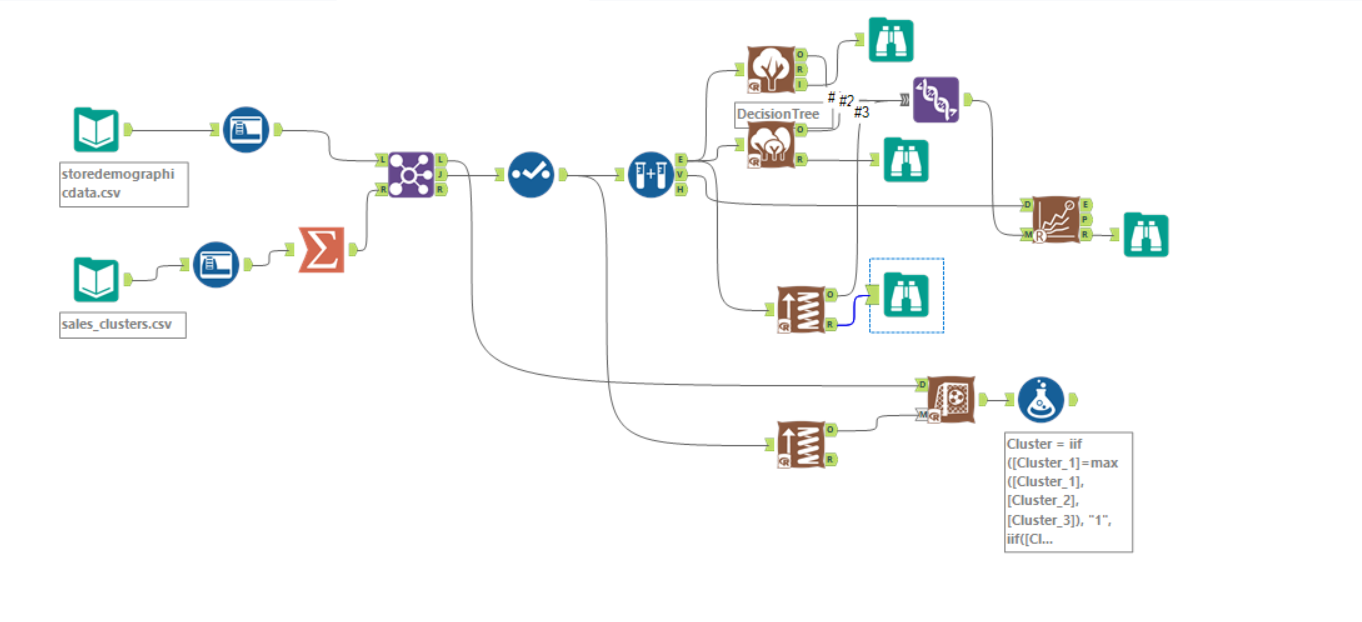 O
R
I
# #2
#3
DecisionTree
O
R
storedemographi
cdata.csv
L
R
L
J
R
E
V
H
D
M
R
E
P
R
sales_clusters.csv
O
R
R
D
M
R
O
R
R
Cluster = iif
([Cluster_1]=max
([Cluster_1],
[Cluster_2],
[Cluster_3]), "1",
iif([Cl...